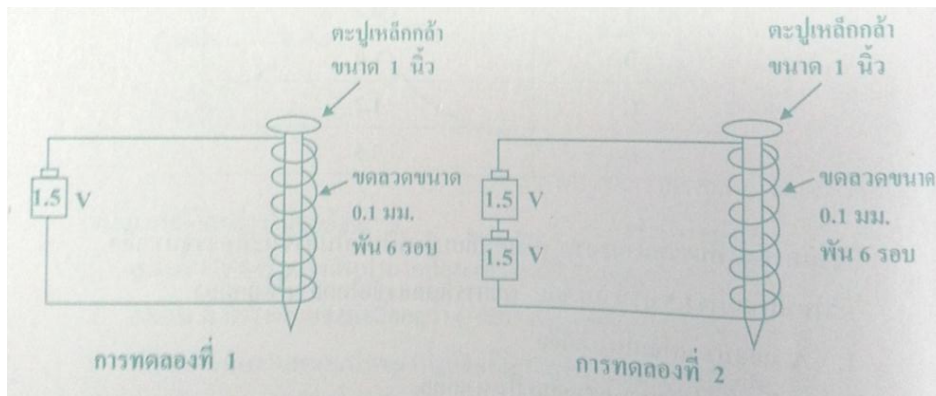 ตะปูเหล็กกล้า
ขนาด 1 นิ้ว
1.5 V
ขดลวดขนาด
0.1 มม.
พัน 6 รอบ
การทดลองที่ 1
ตะปูเหล็กกล้า
ขนาด 1 นิ้ว
1.5 V
1.5 V
ขดลวดขนาด
0.1 มม.
พัน 6 รอบ
การทดลองที่ 2